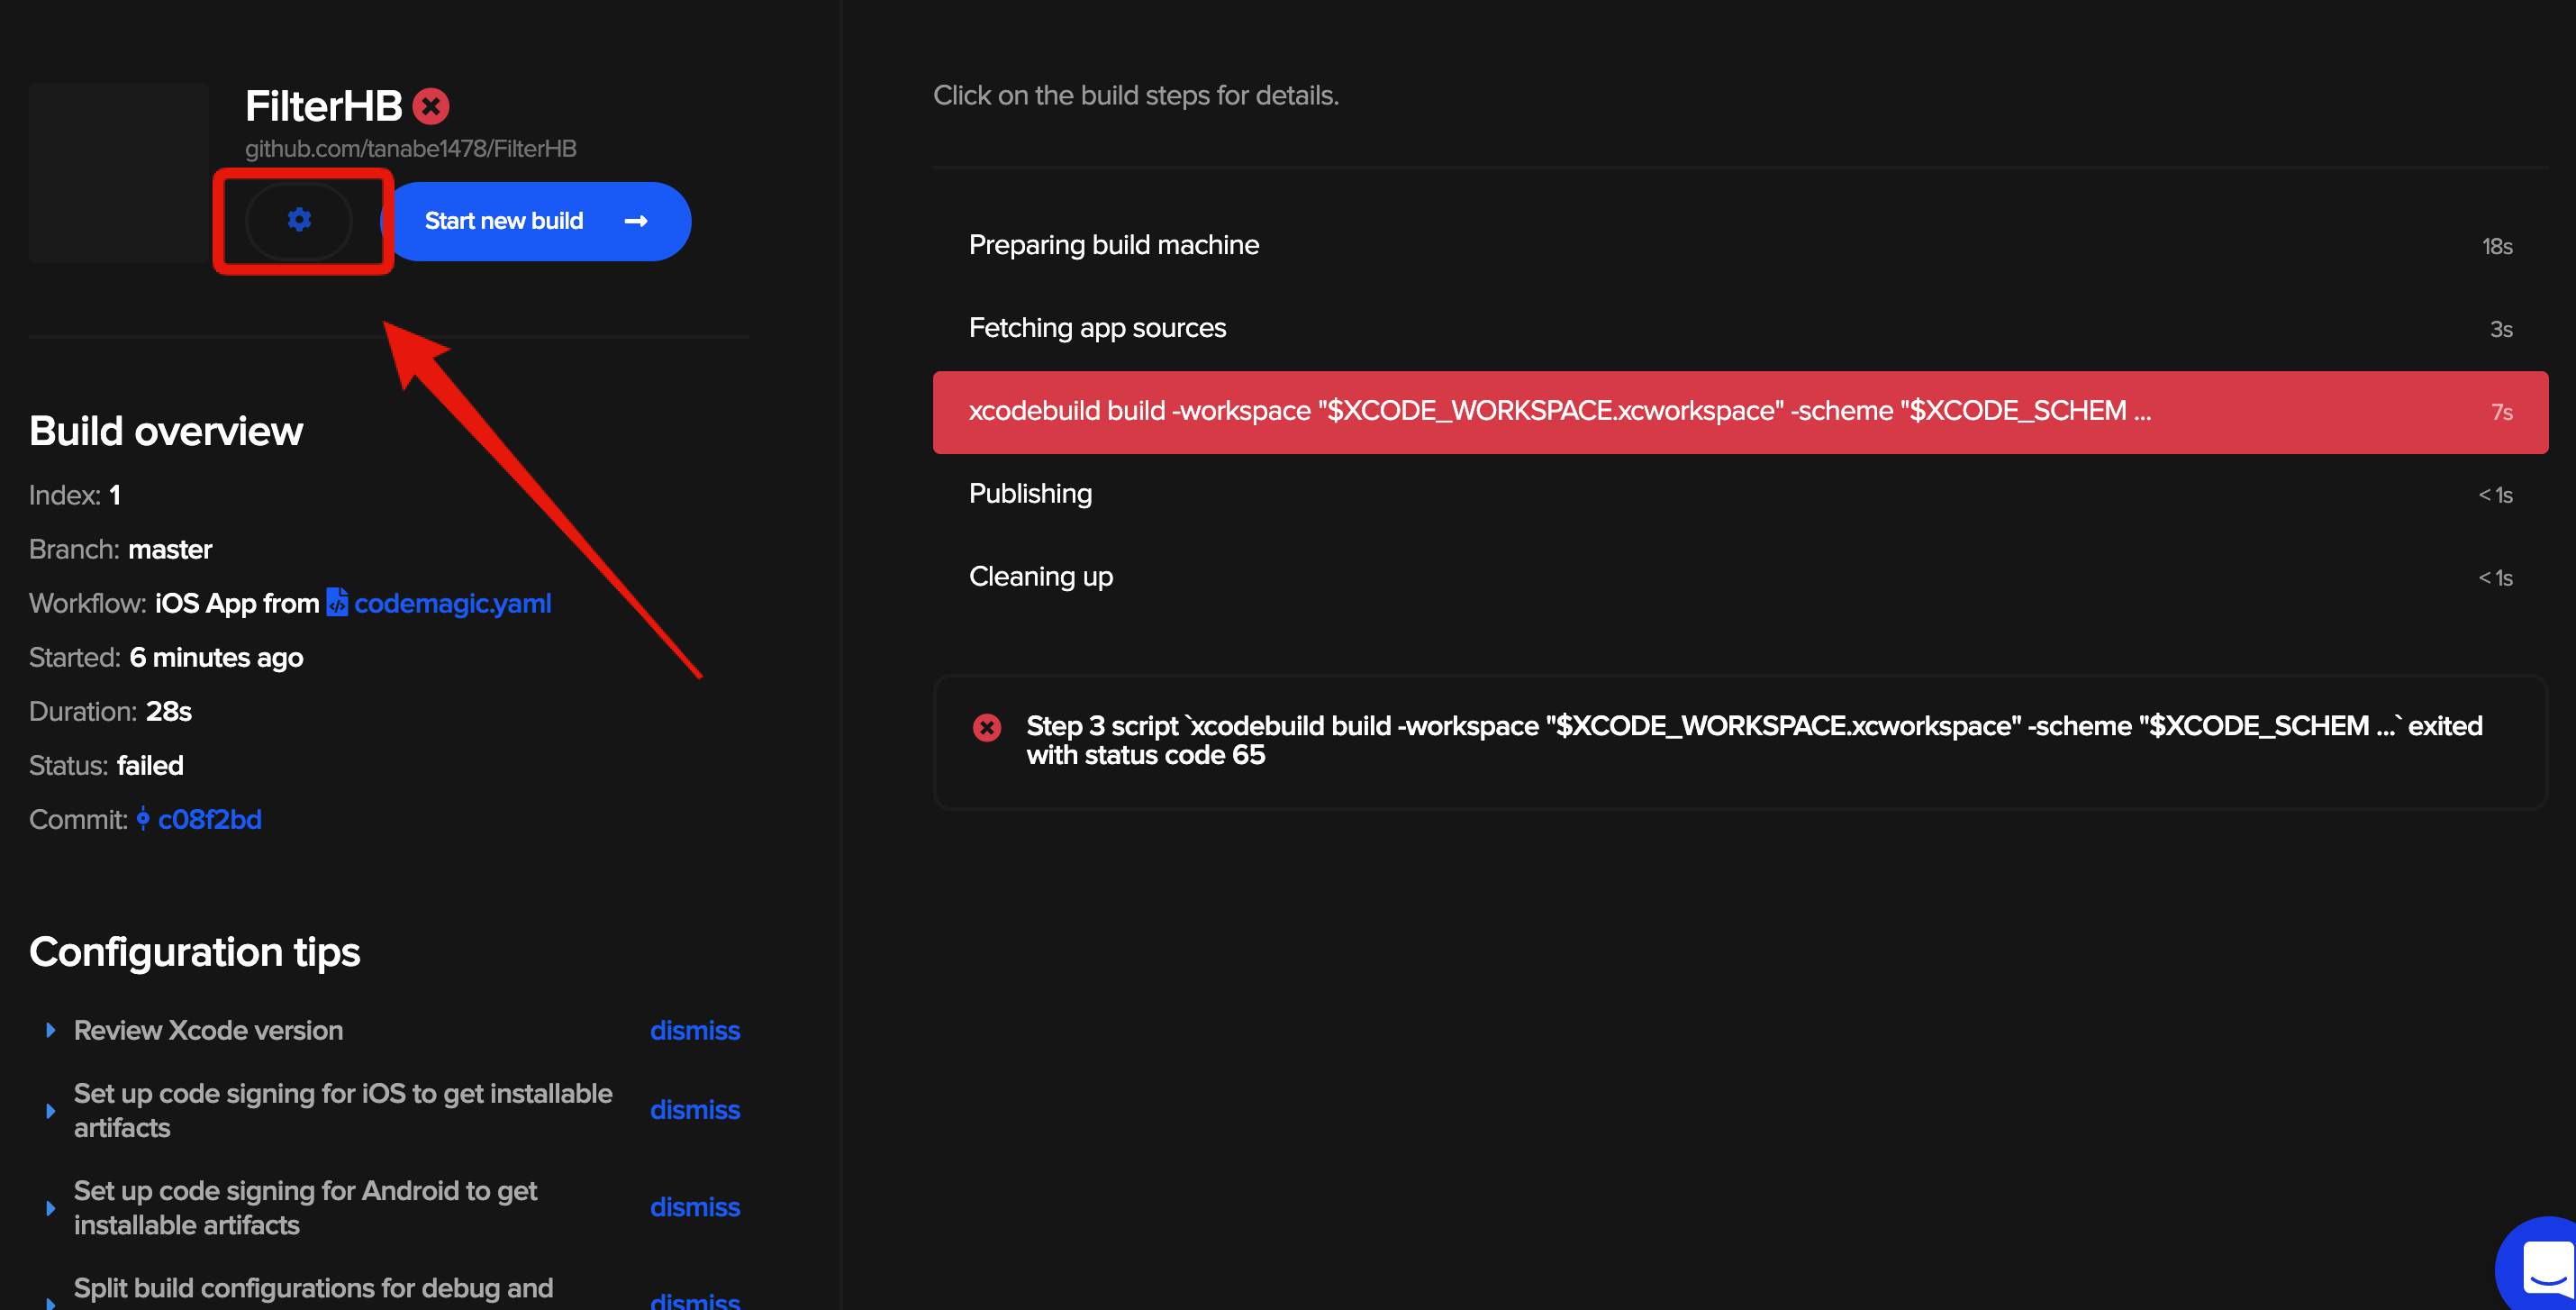 FilterHB
github.com/tanabe1478/FilterHB
Start new build
Build overview
Index: 1
Branch: master
Workflow: iOS App from codemagic.yaml
Started: 6 minutes ago
Duration: 28s
Status: failed
Commit: c08f2bd
Configuration tips
Review Xcode version dismiss
Set up code signing for iOS to get installable
artifacts
dismiss
Set up code signing for Android to get
installable artifacts
dismiss
Split build configurations for debug and
dismiss
Click on the build steps for details.
Preparing build machine 18s
Fetching app sources 3s
xcodebuild build -workspace "$XCODE_WORKSPACE.xcworkspace" -scheme "$XCODE_SCHEM ... 7s
Publishing < 1s
Cleaning up < 1s
Step 3 script `xcodebuild build -workspace "$XCODE_WORKSPACE.xcworkspace" -scheme "$XCODE_SCHEM ...` exited
with status code 65